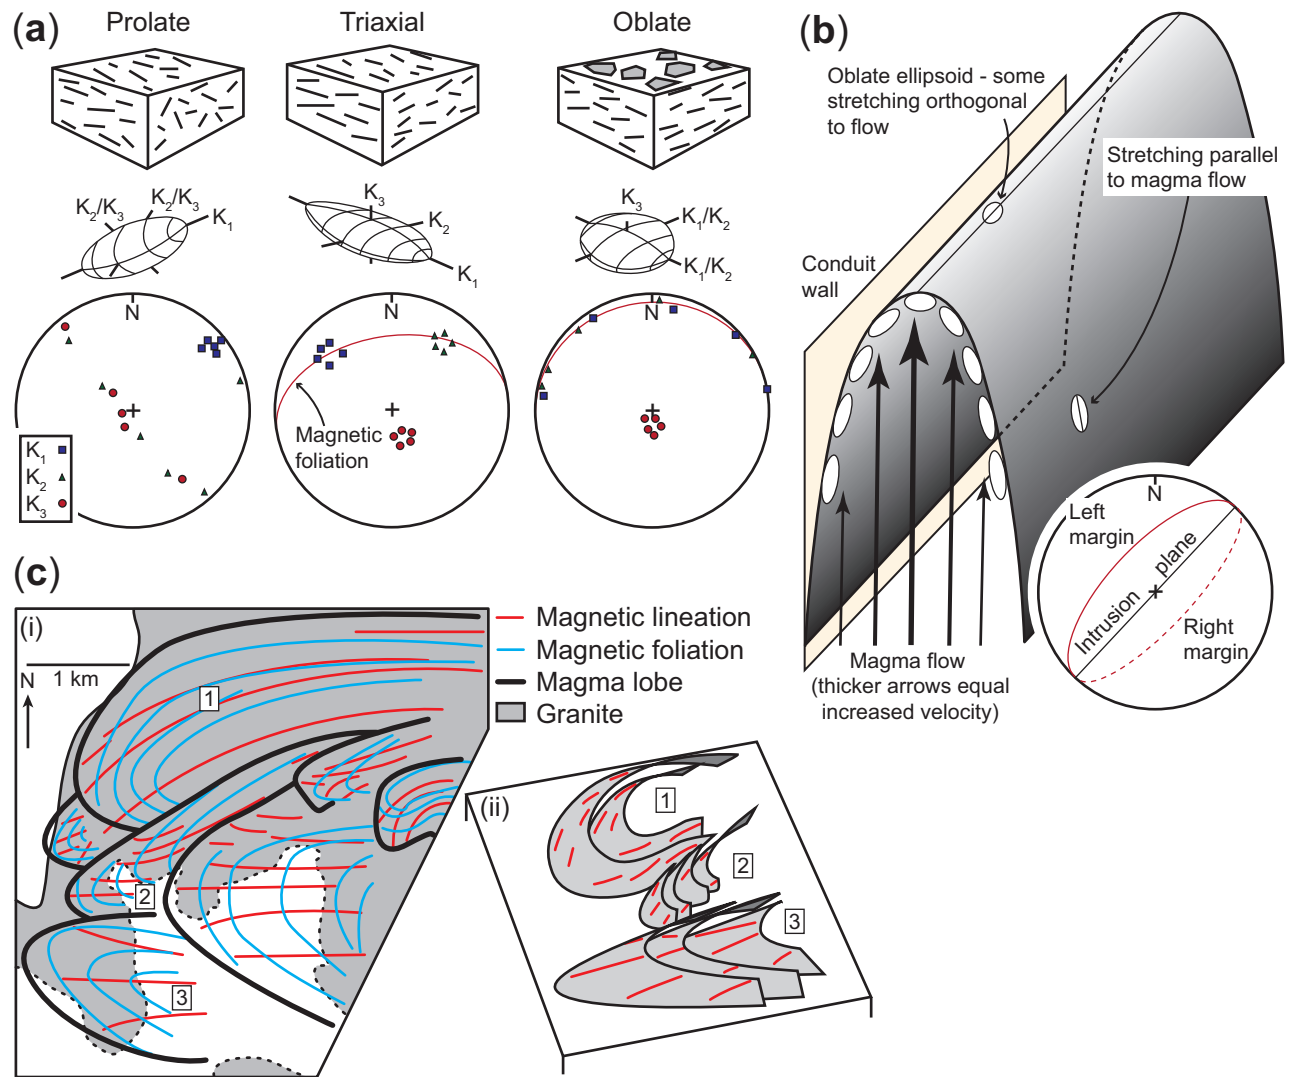 (a)
Prolate
Triaxial
Oblate
K2/K3
K2/K3
K1
K3
K2
K1
K3
K1/K2
K1/K2
N
N
N
Magnetic
foliation
K1
K2
K3
(b)
Oblate ellipsoid - some
stretching orthogonal
to flow
Stretching parallel
to magma flow
Conduit
wall
Magma flow
(thicker arrows equal
increased velocity)
N
Left
margin
Intrusion plane
Right
margin
(c)
(i)
1 km
N
1
2
3
Magnetic lineation
Magnetic foliation
Magma lobe
Granite
(ii)
1
2
3